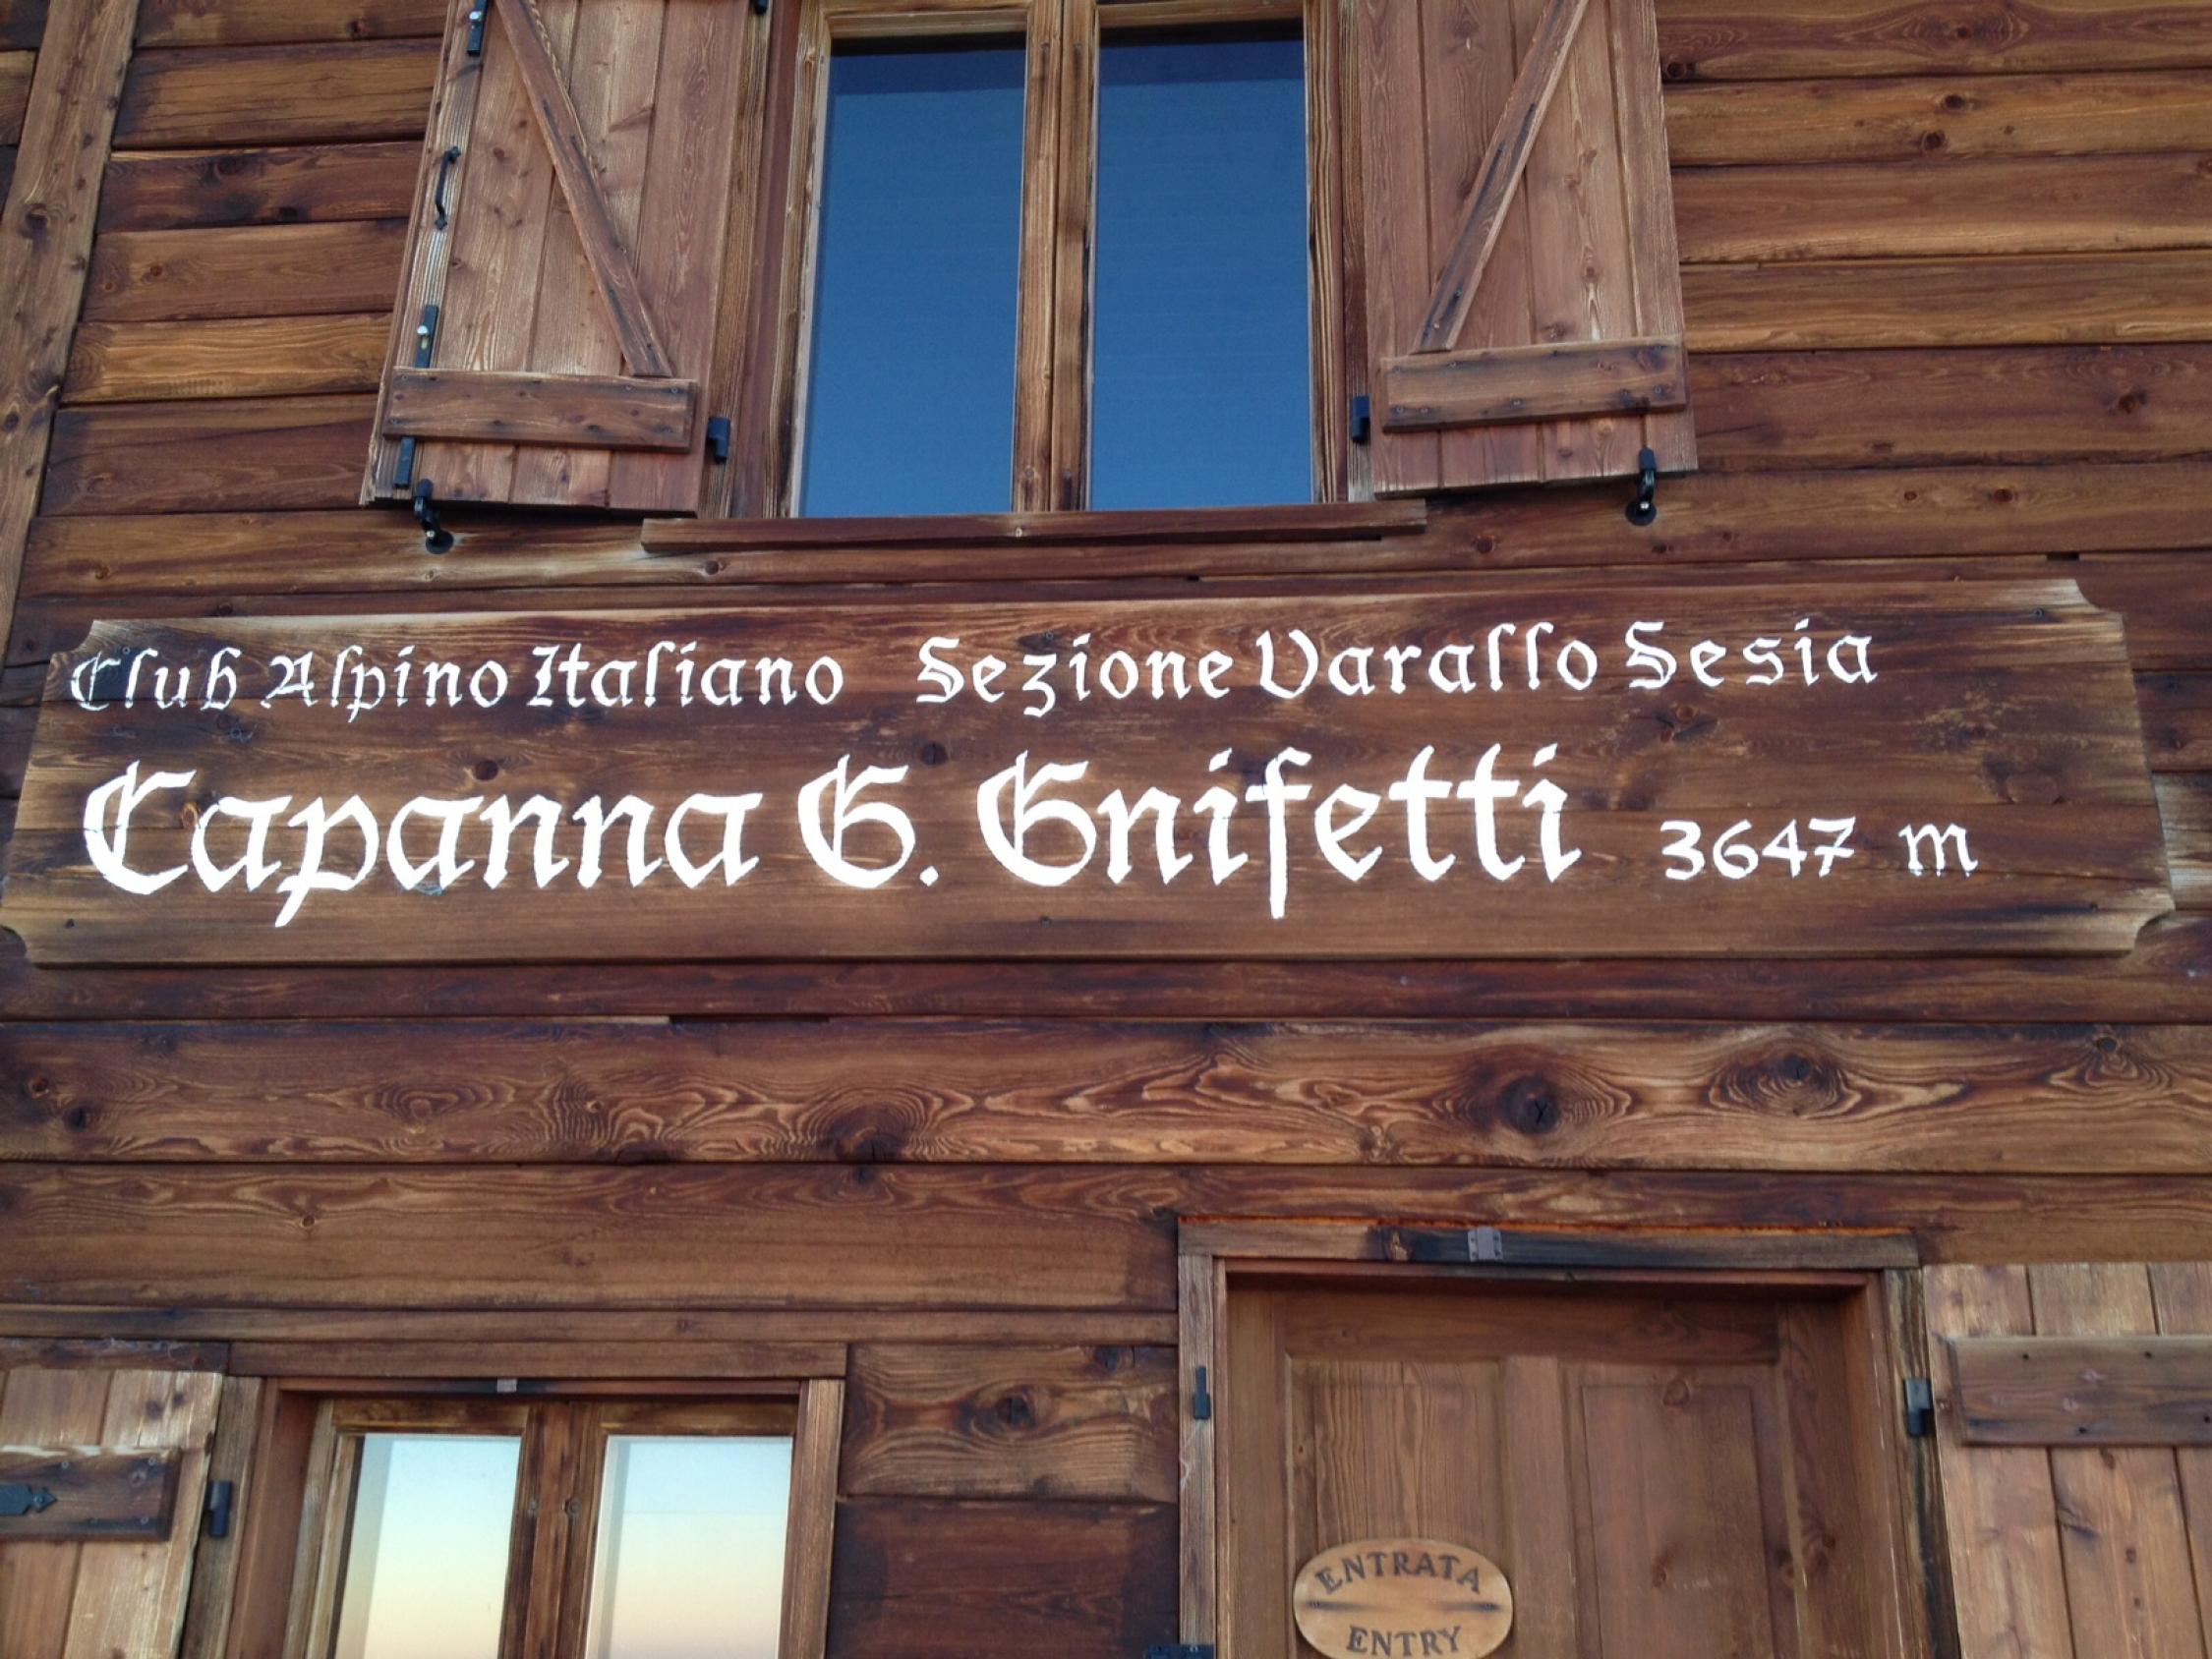 Club Alpino Italiano Sezione Varallo Sesia
Capanna G. Gnifetti 3647 m
ENTRATA
ENTRY